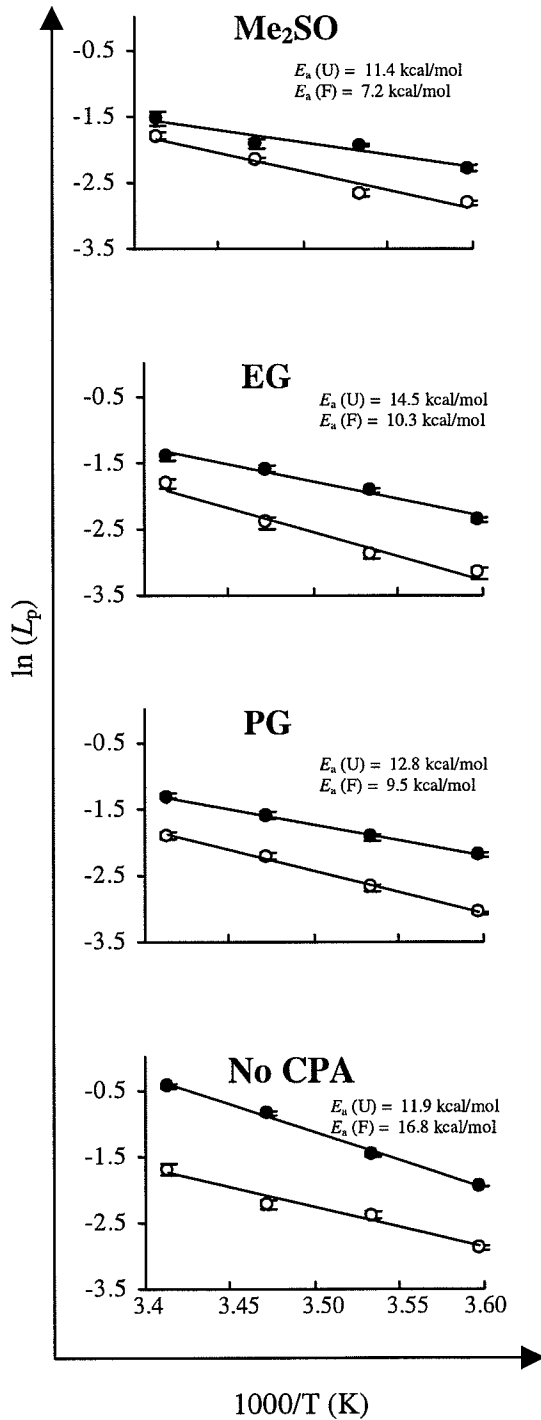 Me₂SO
Eₐ (U) = 11.4 kcal/mol
Eₐ (F) = 7.2 kcal/mol
-0.5
-1.5
-2.5
-3.5
EG
Eₐ (U) = 14.5 kcal/mol
Eₐ (F) = 10.3 kcal/mol
-0.5
-1.5
-2.5
-3.5
ln (Lₚ)
PG
Eₐ (U) = 12.8 kcal/mol
Eₐ (F) = 9.5 kcal/mol
-0.5
-1.5
-2.5
-3.5
No CPA
Eₐ (U) = 11.9 kcal/mol
Eₐ (F) = 16.8 kcal/mol
-0.5
-1.5
-2.5
-3.5
3.4 3.45 3.50 3.55 3.60
1000/T (K)